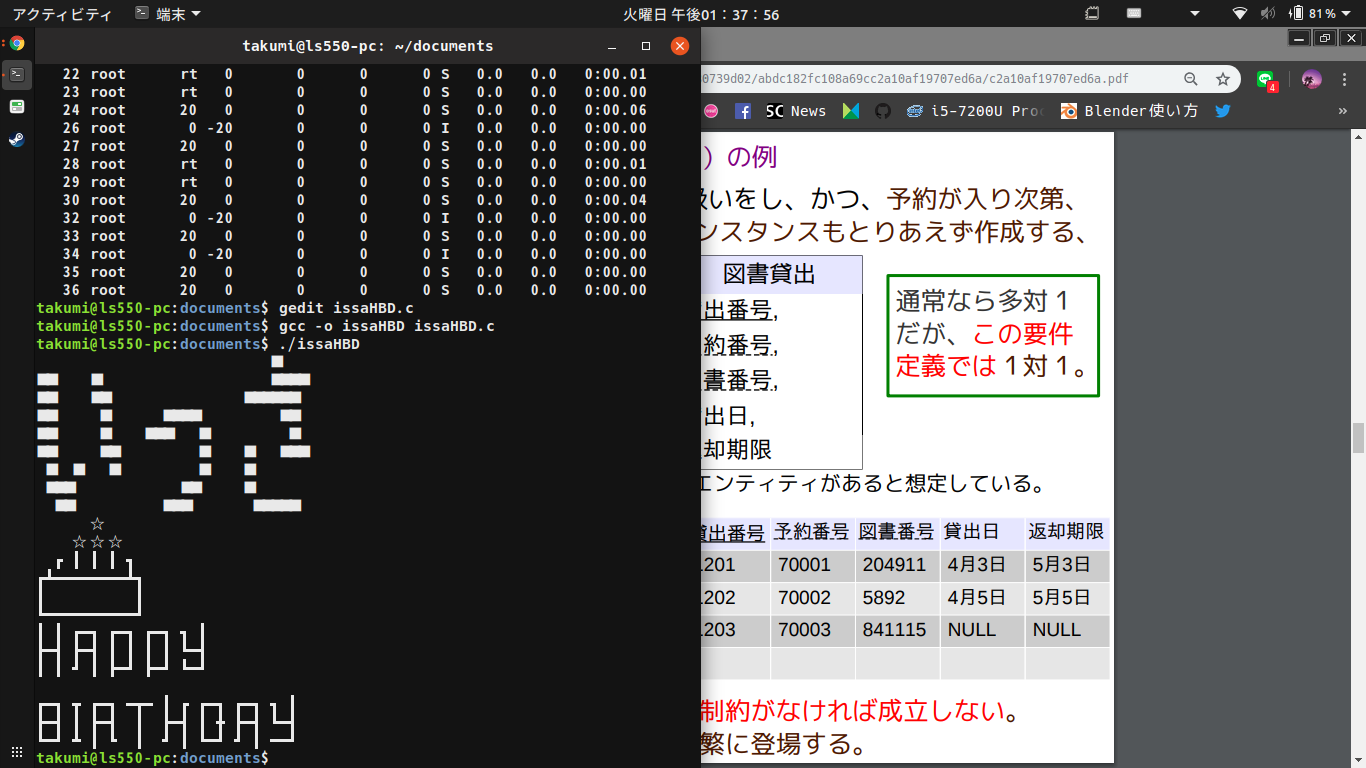 アクティビティ 端末 火曜日 午後01：37：56 81%
takumi@ls550-pc: ~/documents
22 root rt 0 0 0 0 S 0.0 0.0 0:00.01
23 root rt 0 0 0 0 S 0.0 0.0 0:00.00
24 root 20 0 0 0 0 S 0.0 0.0 0:00.06
26 root 0 -20 0 0 0 I 0.0 0.0 0:00.00
27 root 20 0 0 0 0 S 0.0 0.0 0:00.00
28 root rt 0 0 0 0 S 0.0 0.0 0:00.01
29 root rt 0 0 0 0 S 0.0 0.0 0:00.00
30 root 20 0 0 0 0 S 0.0 0.0 0:00.04
32 root 0 -20 0 0 0 I 0.0 0.0 0:00.00
33 root 20 0 0 0 0 S 0.0 0.0 0:00.00
34 root 0 -20 0 0 0 I 0.0 0.0 0:00.00
35 root 20 0 0 0 0 S 0.0 0.0 0:00.00
36 root 20 0 0 0 0 S 0.0 0.0 0:00.00
takumi@ls550-pc:documents$ gedit issaHBD.c
takumi@ls550-pc:documents$ gcc -o issaHBD issaHBD.c
takumi@ls550-pc:documents$ ./issaHBD
いっさ
☆
☆☆☆
HAPPY
BIRTHDAY
takumi@ls550-pc:documents$
80739d02/abdc182fc108a69cc2a10af19707ed6a/c2a10af19707ed6a.pdf
4
SC News i5-7200U Proc Blender使い方 »
）の例
いをし、かつ、予約が入り次第、
ンスタンスもとりあえず作成する、
図書貸出
出番号,
約番号,
書番号,
出日,
却期限
通常なら多対１
だが、この要件
定義では１対１。
エンティティがあると想定している。
貸出番号 予約番号 図書番号 貸出日 返却期限
1201 70001 204911 4月3日 5月3日
1202 70002 5892 4月5日 5月5日
1203 70003 841115 NULL NULL
制約がなければ成立しない。
繁に登場する。